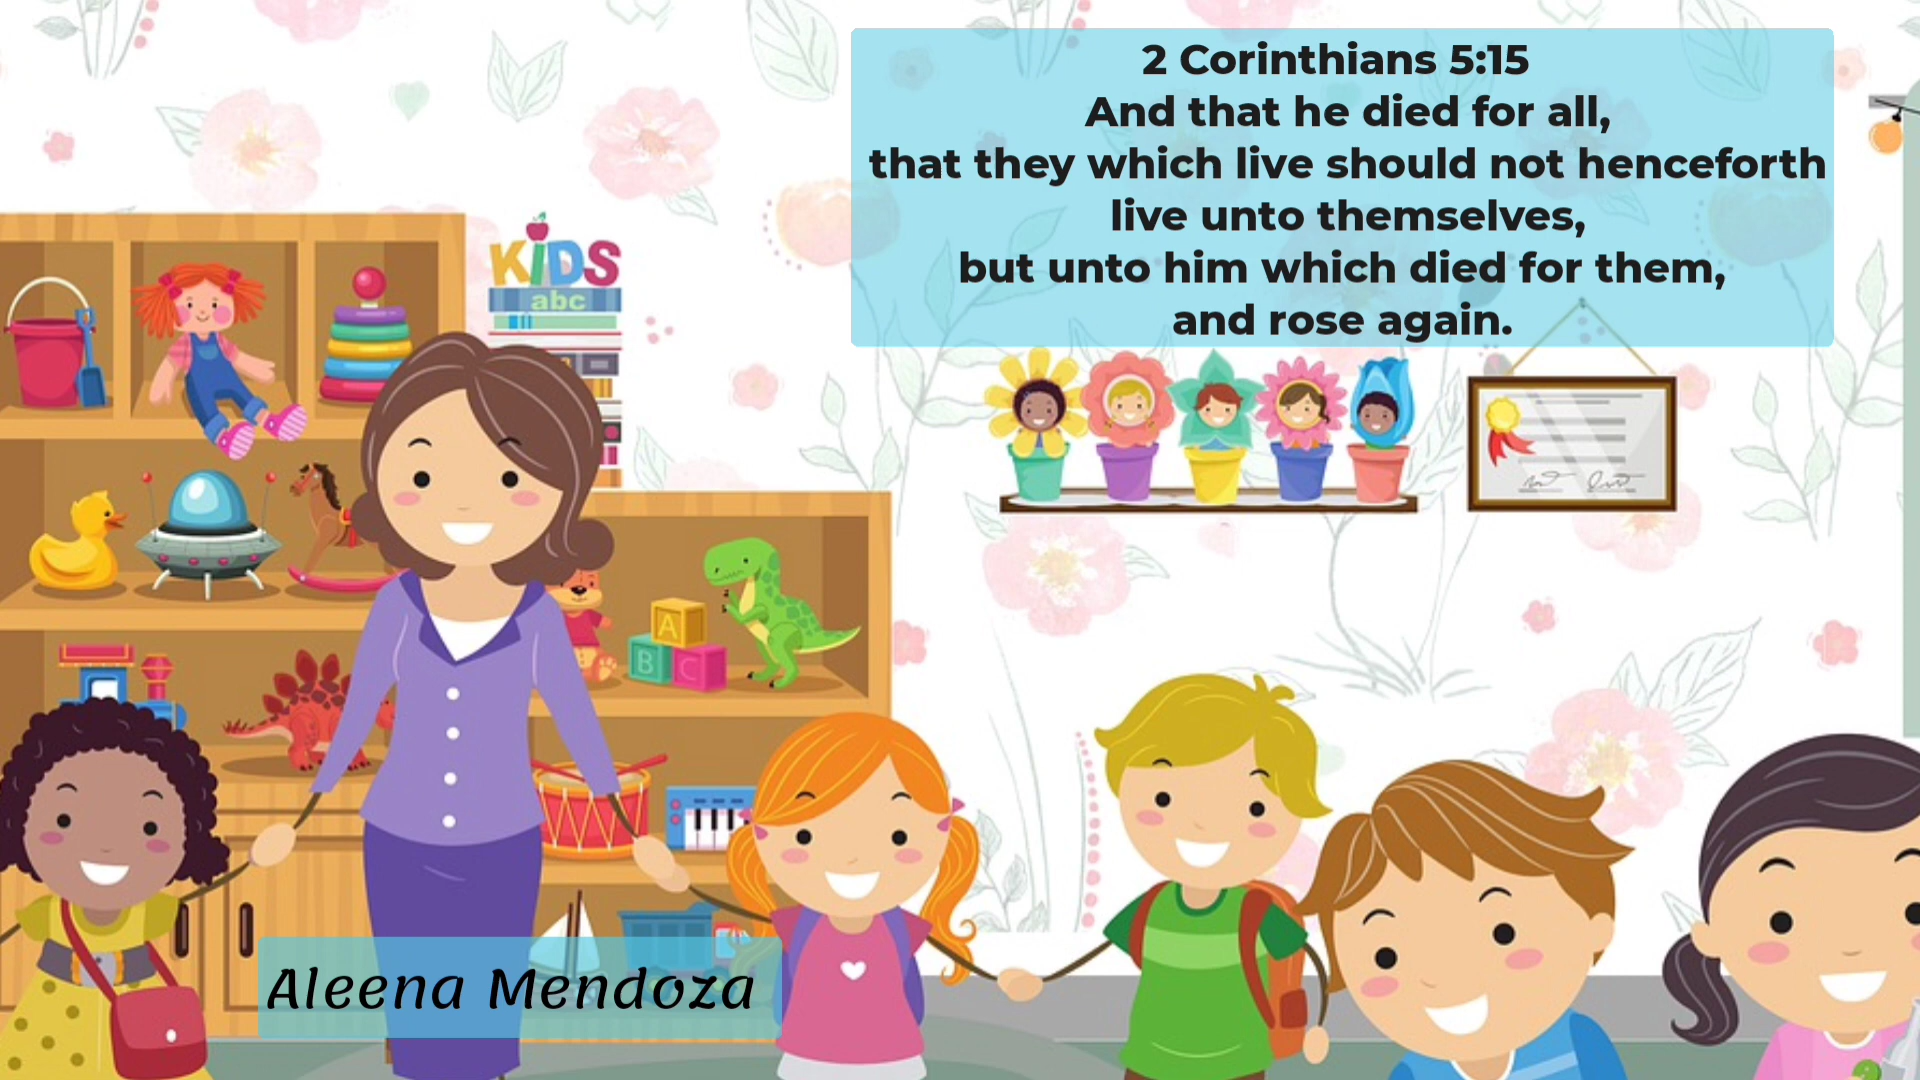 2 Corinthians 5:15
And that he died for all,
that they which live should not henceforth
live unto themselves,
but unto him which died for them,
and rose again.
KiDS
abc
A
B
C
Aleena Mendoza